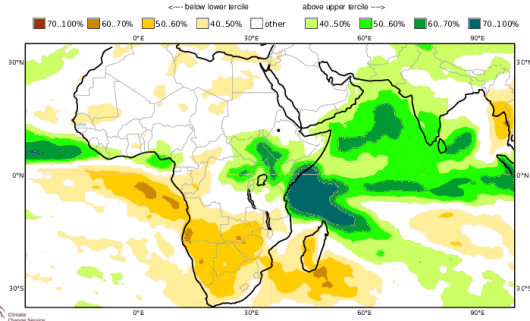 <---- below lower tercile above upper tercile ---->
70..100% 60..70% 50..60% 40..50% other 40..50% 50..60% 60..70% 70..100%
0°E 30°E 60°E 90°E
30°N 30°N
0°N 0°N
30°S 30°S
0°E 30°E 60°E 90°E
Climate
Change Service